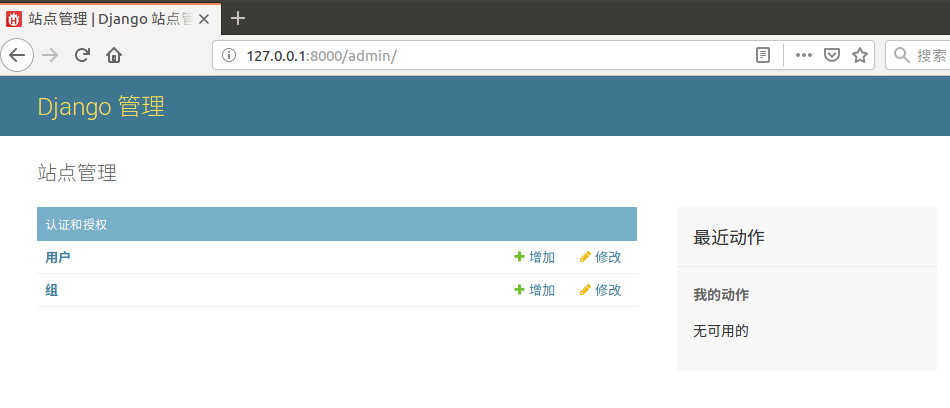 站点管理 | Django 站点管
127.0.0.1:8000/admin/
搜索
Django 管理
站点管理
认证和授权
用户 增加 修改
组 增加 修改
最近动作
我的动作
无可用的